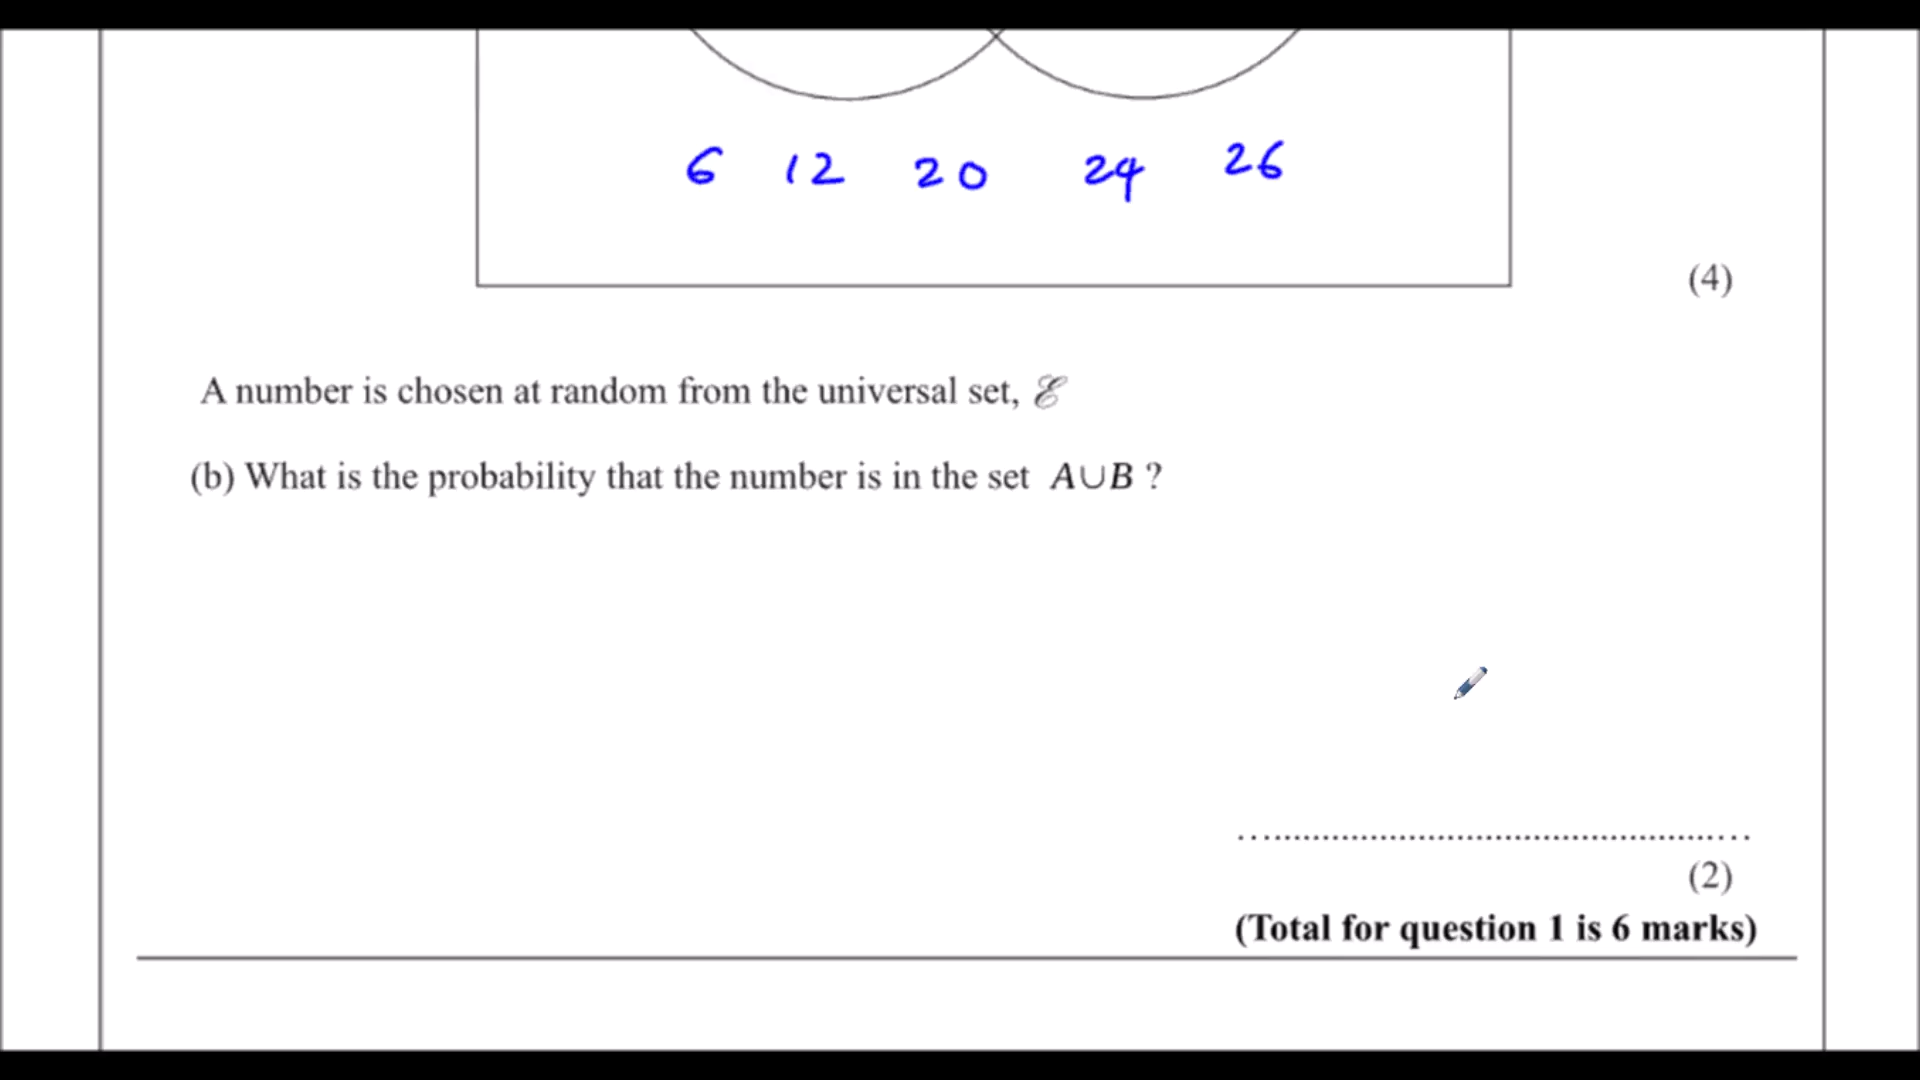 6 12 20 24 26
(4)
A number is chosen at random from the universal set, ℰ
(b) What is the probability that the number is in the set A∪B ?
(2)
(Total for question 1 is 6 marks)